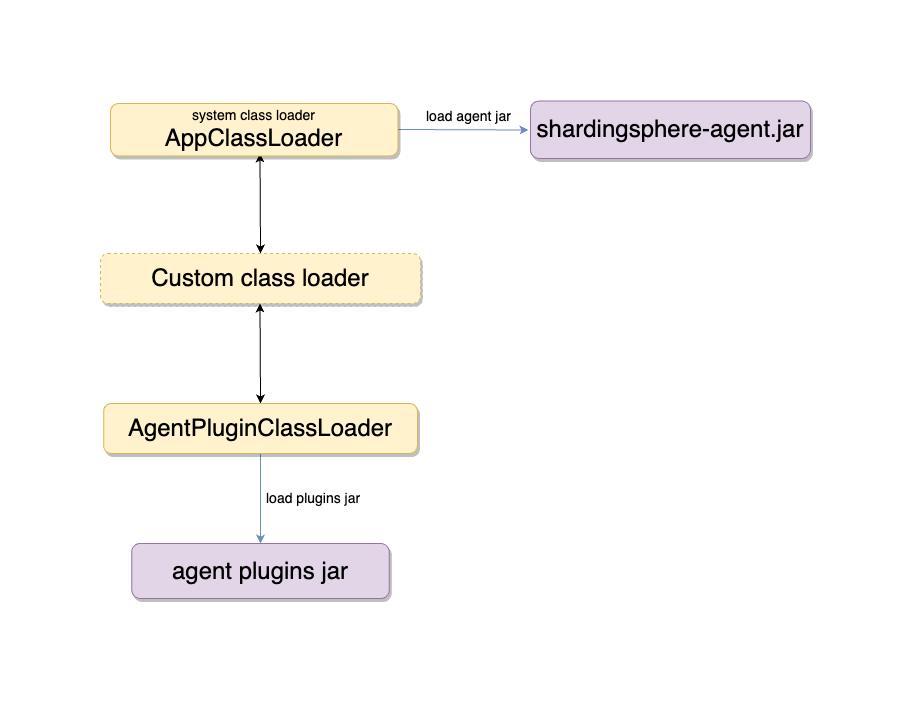 system class loader
AppClassLoader
load agent jar
shardingsphere-agent.jar
Custom class loader
AgentPluginClassLoader
load plugins jar
agent plugins jar